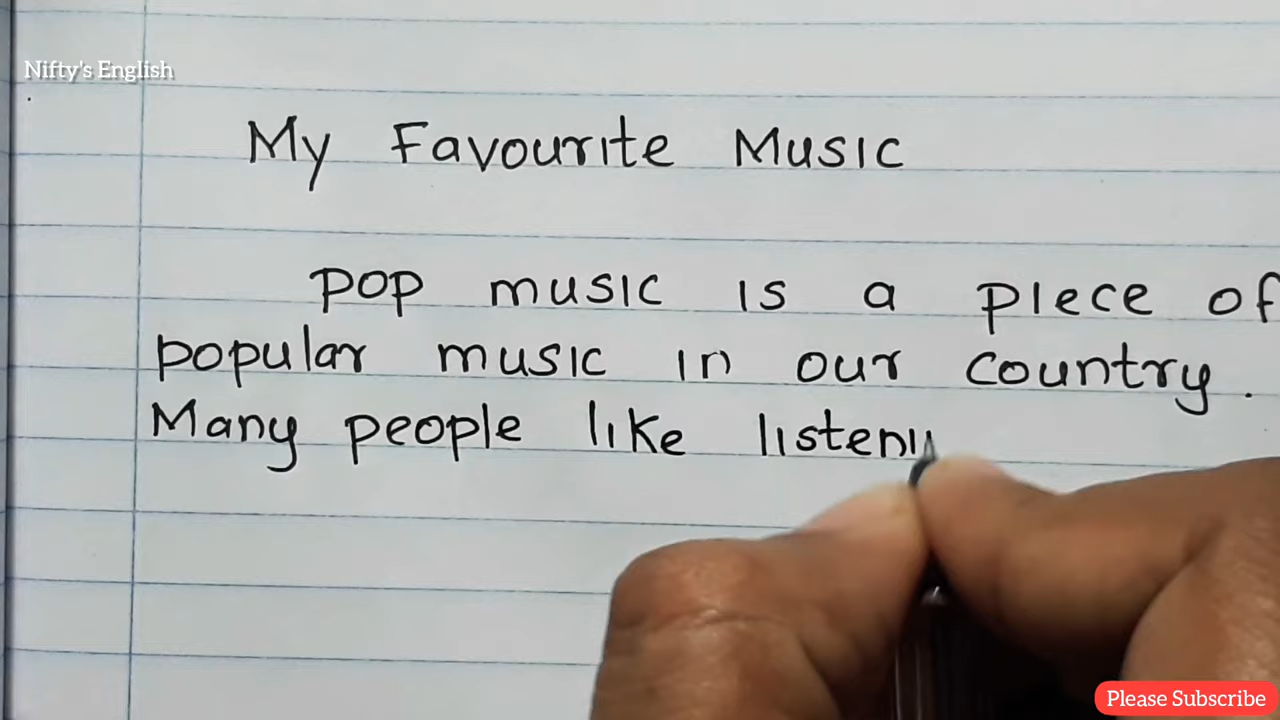 Nifty's English
My Favourite Music
Pop music is a piece of
popular music in our country.
Many people like listeni
Please Subscribe